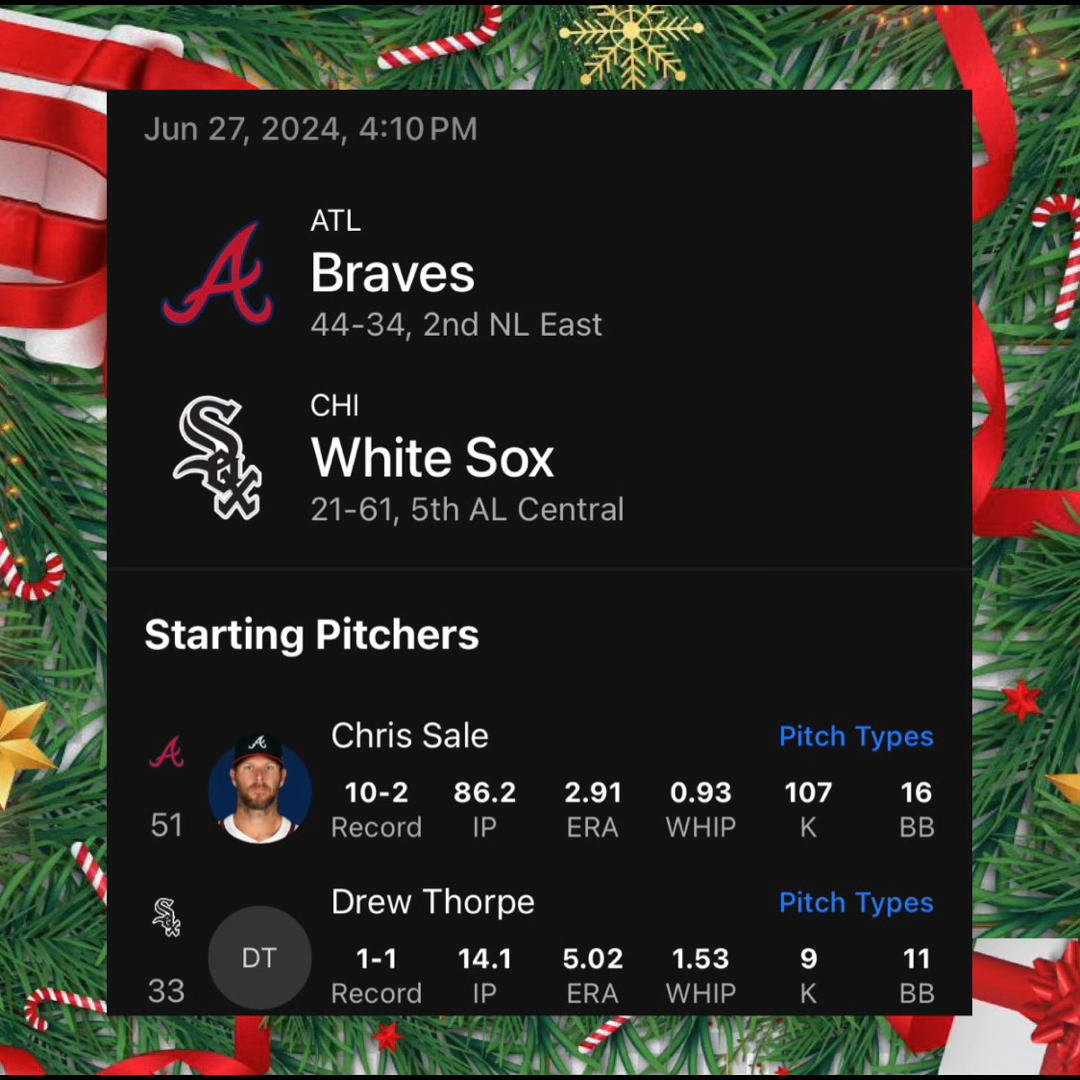 Jun 27, 2024, 4:10 PM
ATL
Braves
44-34, 2nd NL East
CHI
White Sox
21-61, 5th AL Central
Starting Pitchers
Chris Sale Pitch Types
10-2 86.2 2.91 0.93 107 16
51 Record IP ERA WHIP K BB
Drew Thorpe Pitch Types
DT 1-1 14.1 5.02 1.53 9 11
33 Record IP ERA WHIP K BB